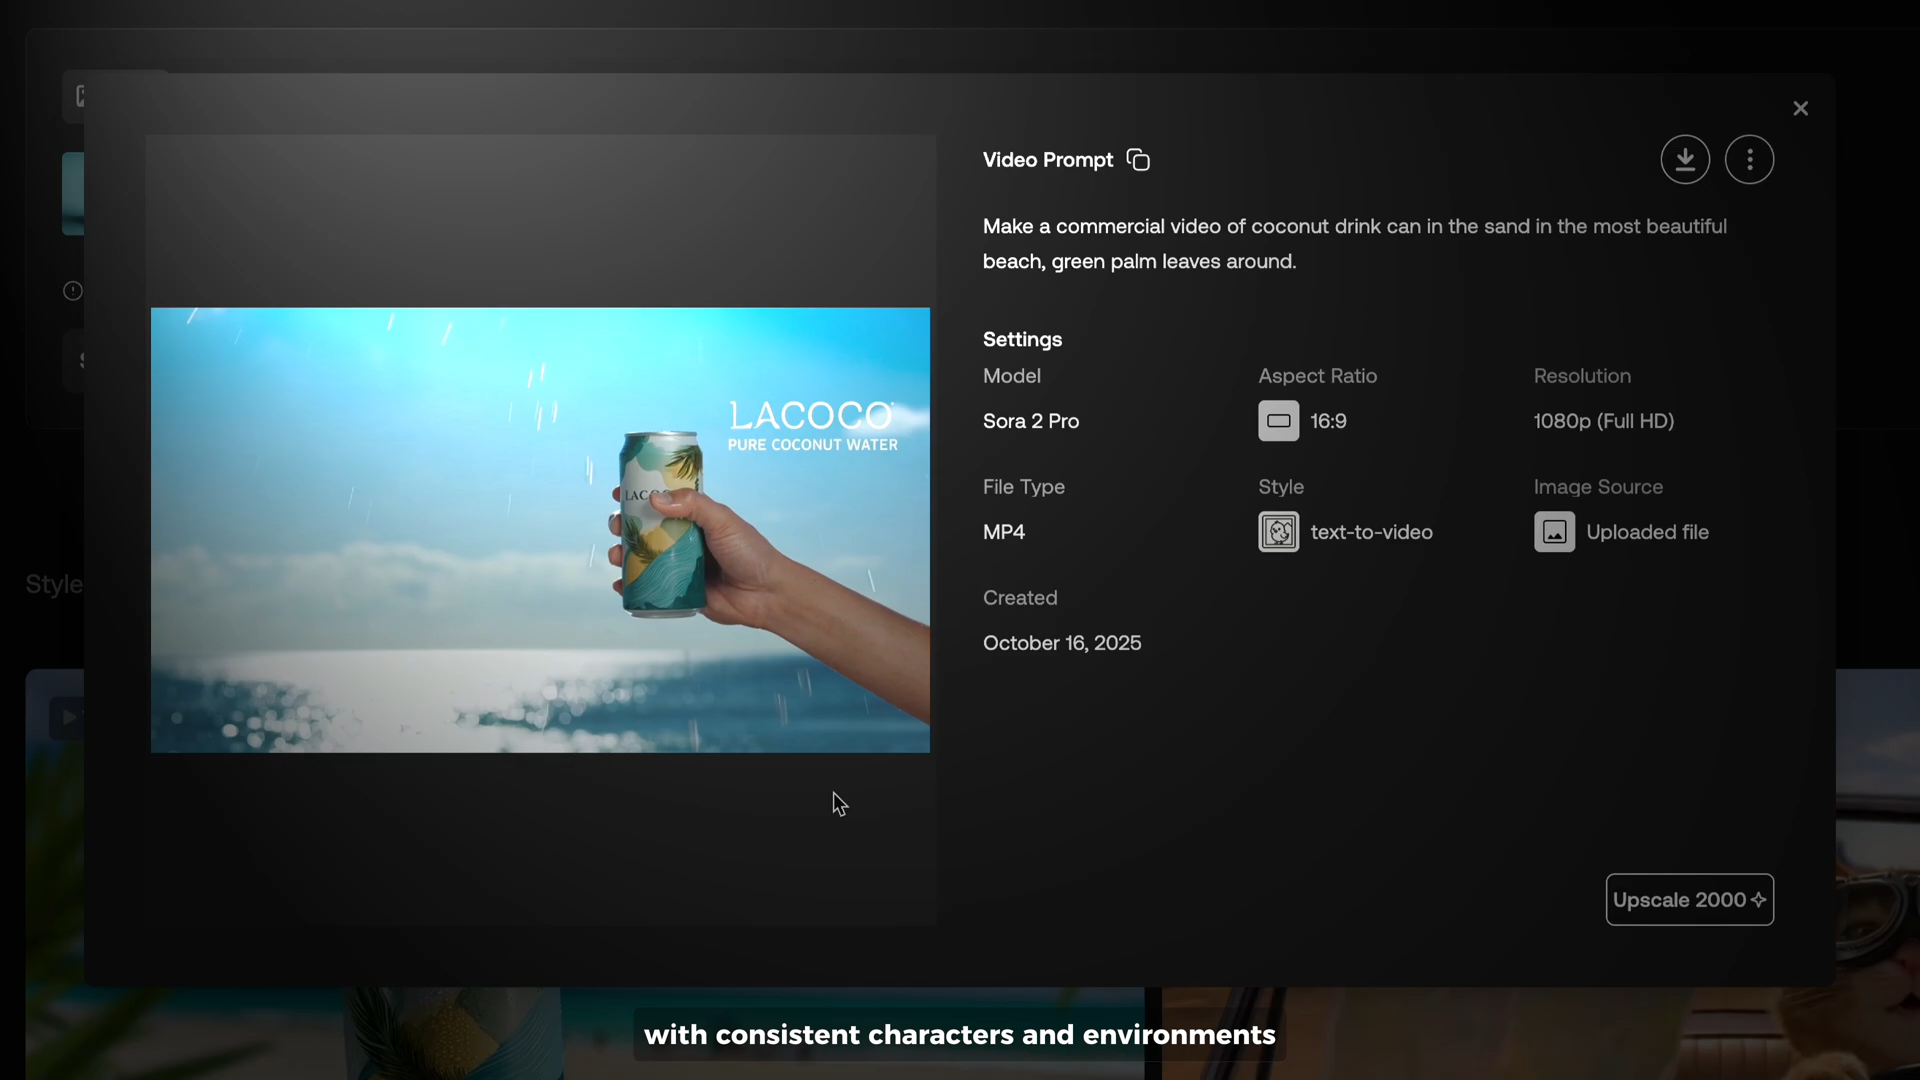 Video Prompt
Make a commercial video of coconut drink can in the sand in the most beautiful
beach, green palm leaves around.
LACOCO
PURE COCONUT WATER
Settings
Model
Aspect Ratio
Resolution
Sora 2 Pro
16:9
1080p (Full HD)
File Type
Style
Image Source
MP4
text-to-video
Uploaded file
Created
October 16, 2025
Style
Upscale 2000
with consistent characters and environments